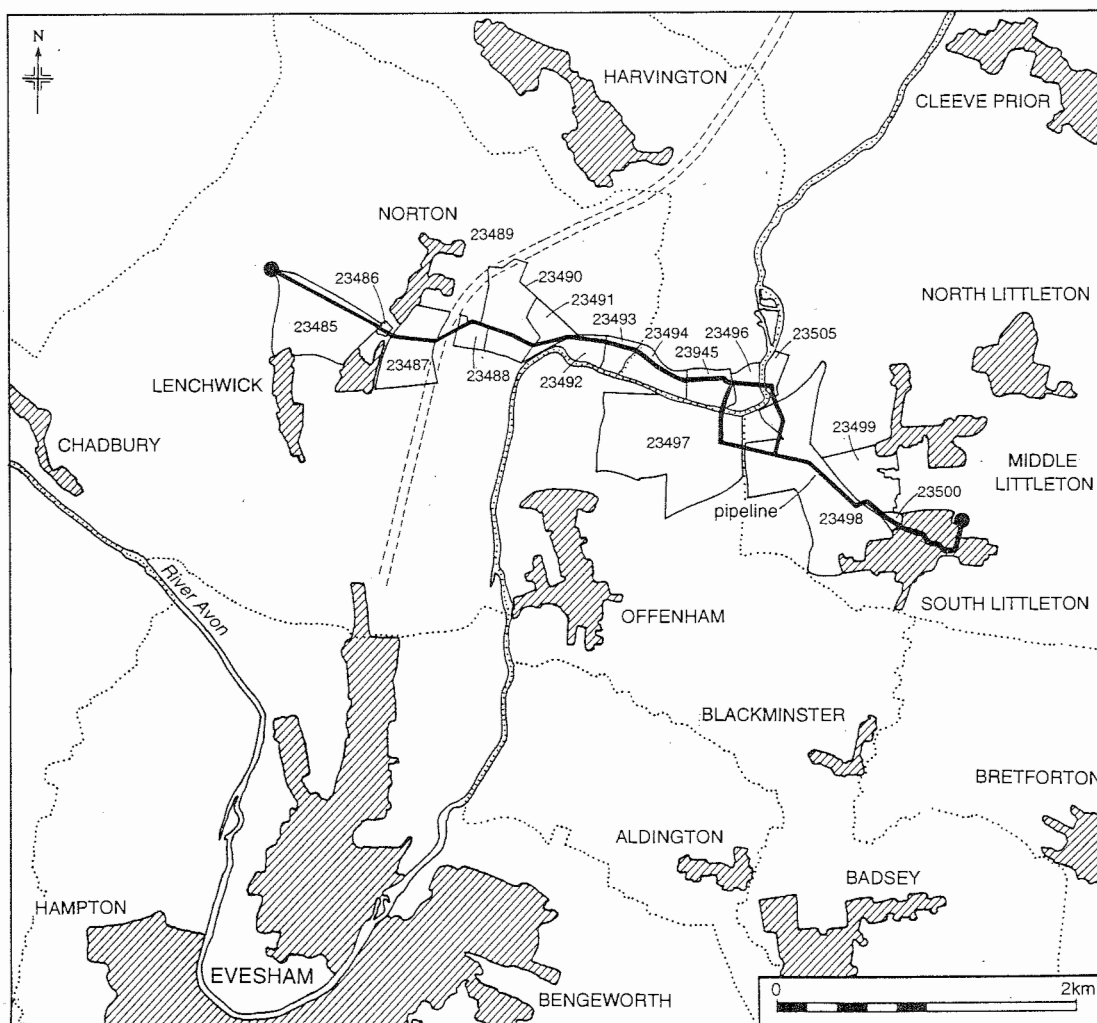 N
HARVINGTON
CLEEVE PRIOR
NORTON
23489
23486
23490
23485
23491
NORTH LITTLETON
23493
23494
23496
23505
23487
23945
LENCHWICK
23488
23492
CHADBURY
23497
23499
MIDDLE
LITTLETON
pipeline
23500
23498
River Avon
OFFENHAM
SOUTH LITTLETON
BLACKMINSTER
BRETFORTON
ALDINGTON
BADSEY
HAMPTON
EVESHAM
BENGEWORTH
0 2km